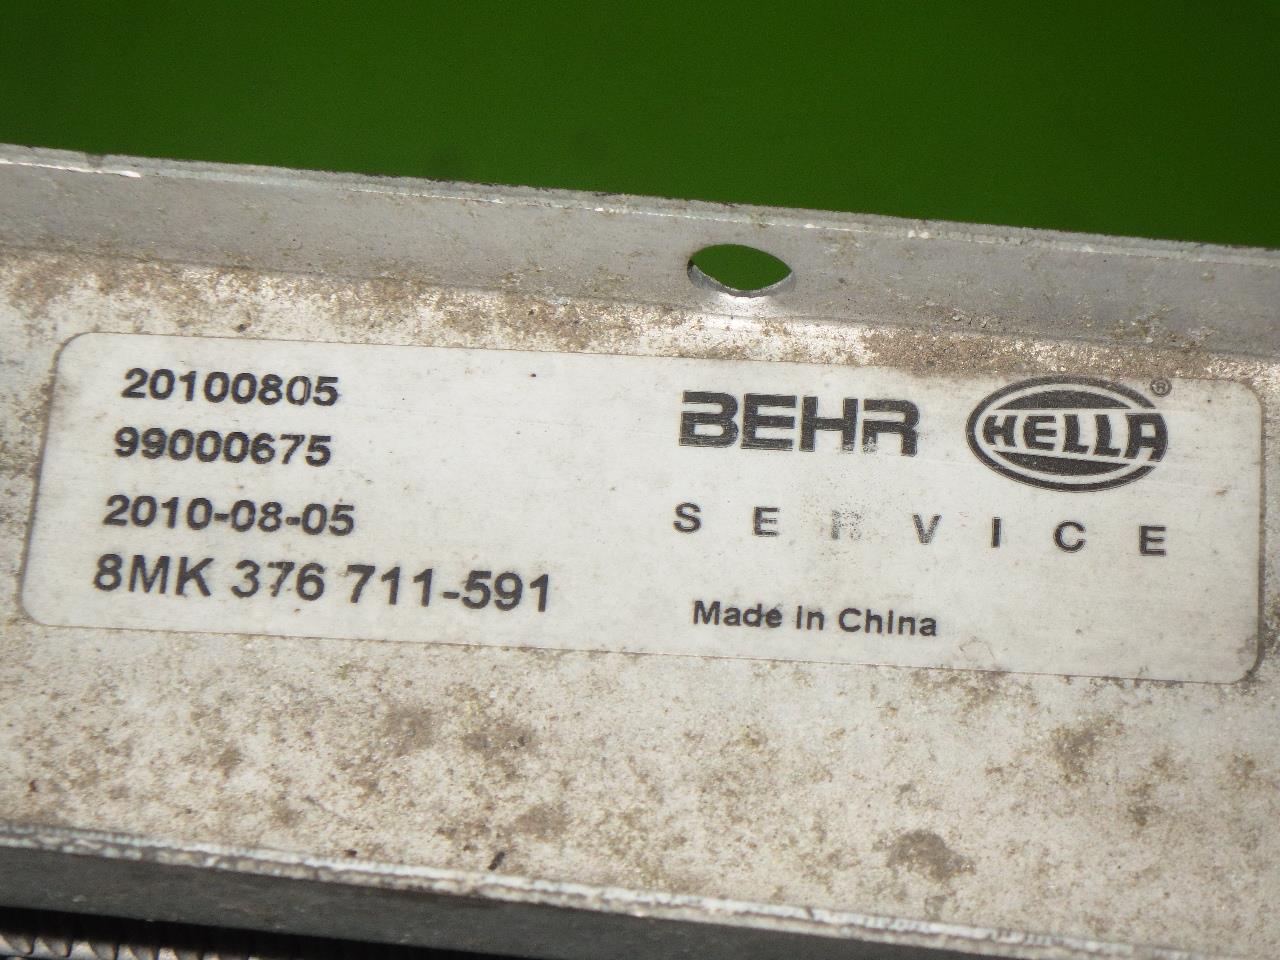 20100805
99000675
2010-08-05
8MK 376 711-591
BEHR HELLA®
SERVICE
Made in China